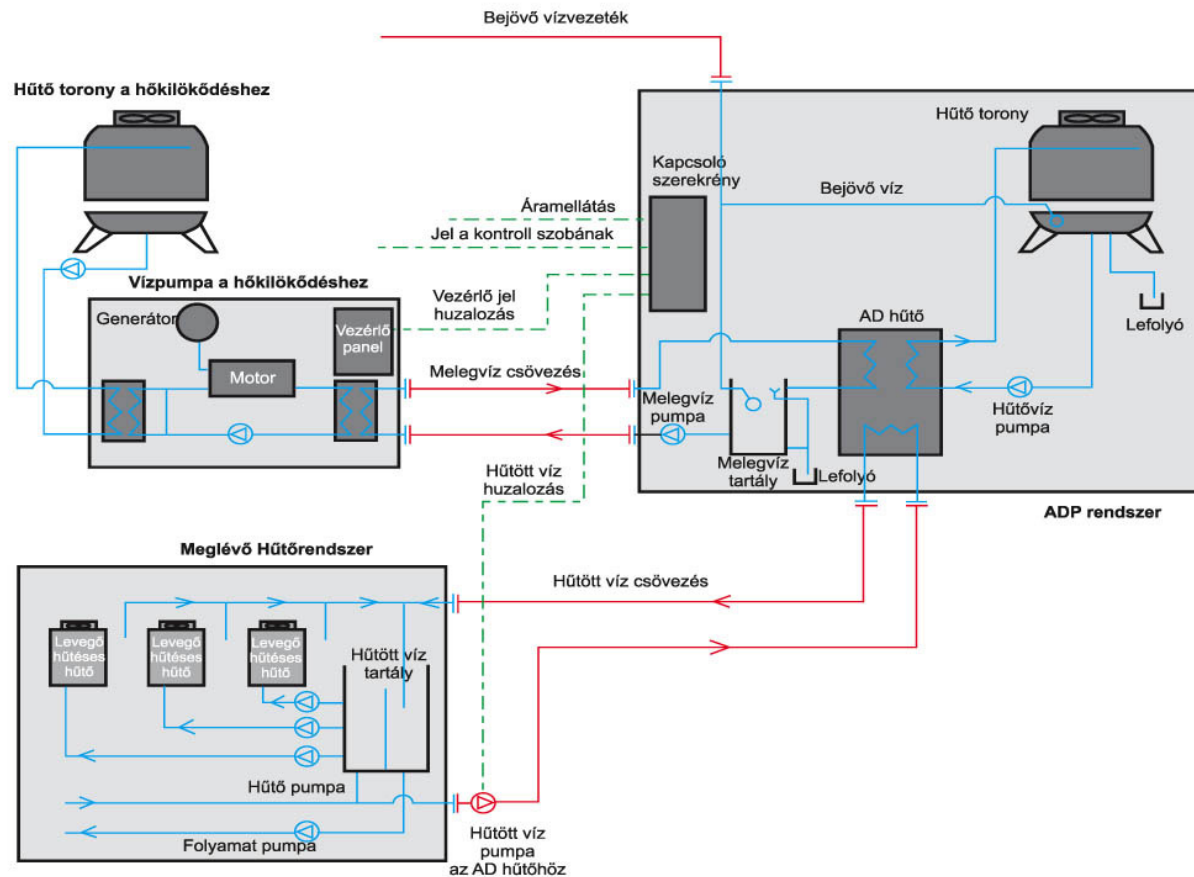 Bejövő vízvezeték
Hűtő torony a hőkilökődéshez
Hűtő torony
Kapcsoló
szerekrény
Bejövő víz
Áramellátás
Jel a kontroll szobának
Vízpumpa a hőkilökődéshez
Vezérlő jel
huzalozás
Generátor
Vezérlő
panel
Motor
Lefolyó
AD hűtő
Melegvíz csövezés
Melegvíz
pumpa
Hűtővíz
pumpa
Melegvíz
tartály
Lefolyó
Hűtött víz
huzalozás
ADP rendszer
Meglévő Hűtőrendszer
Hűtött víz csövezés
Levegő
hűtéses
hűtő
Levegő
hűtéses
hűtő
Levegő
hűtéses
hűtő
Hűtött víz
tartály
Hűtő pumpa
Folyamat pumpa
Hűtött víz
pumpa
az AD hűtőhöz